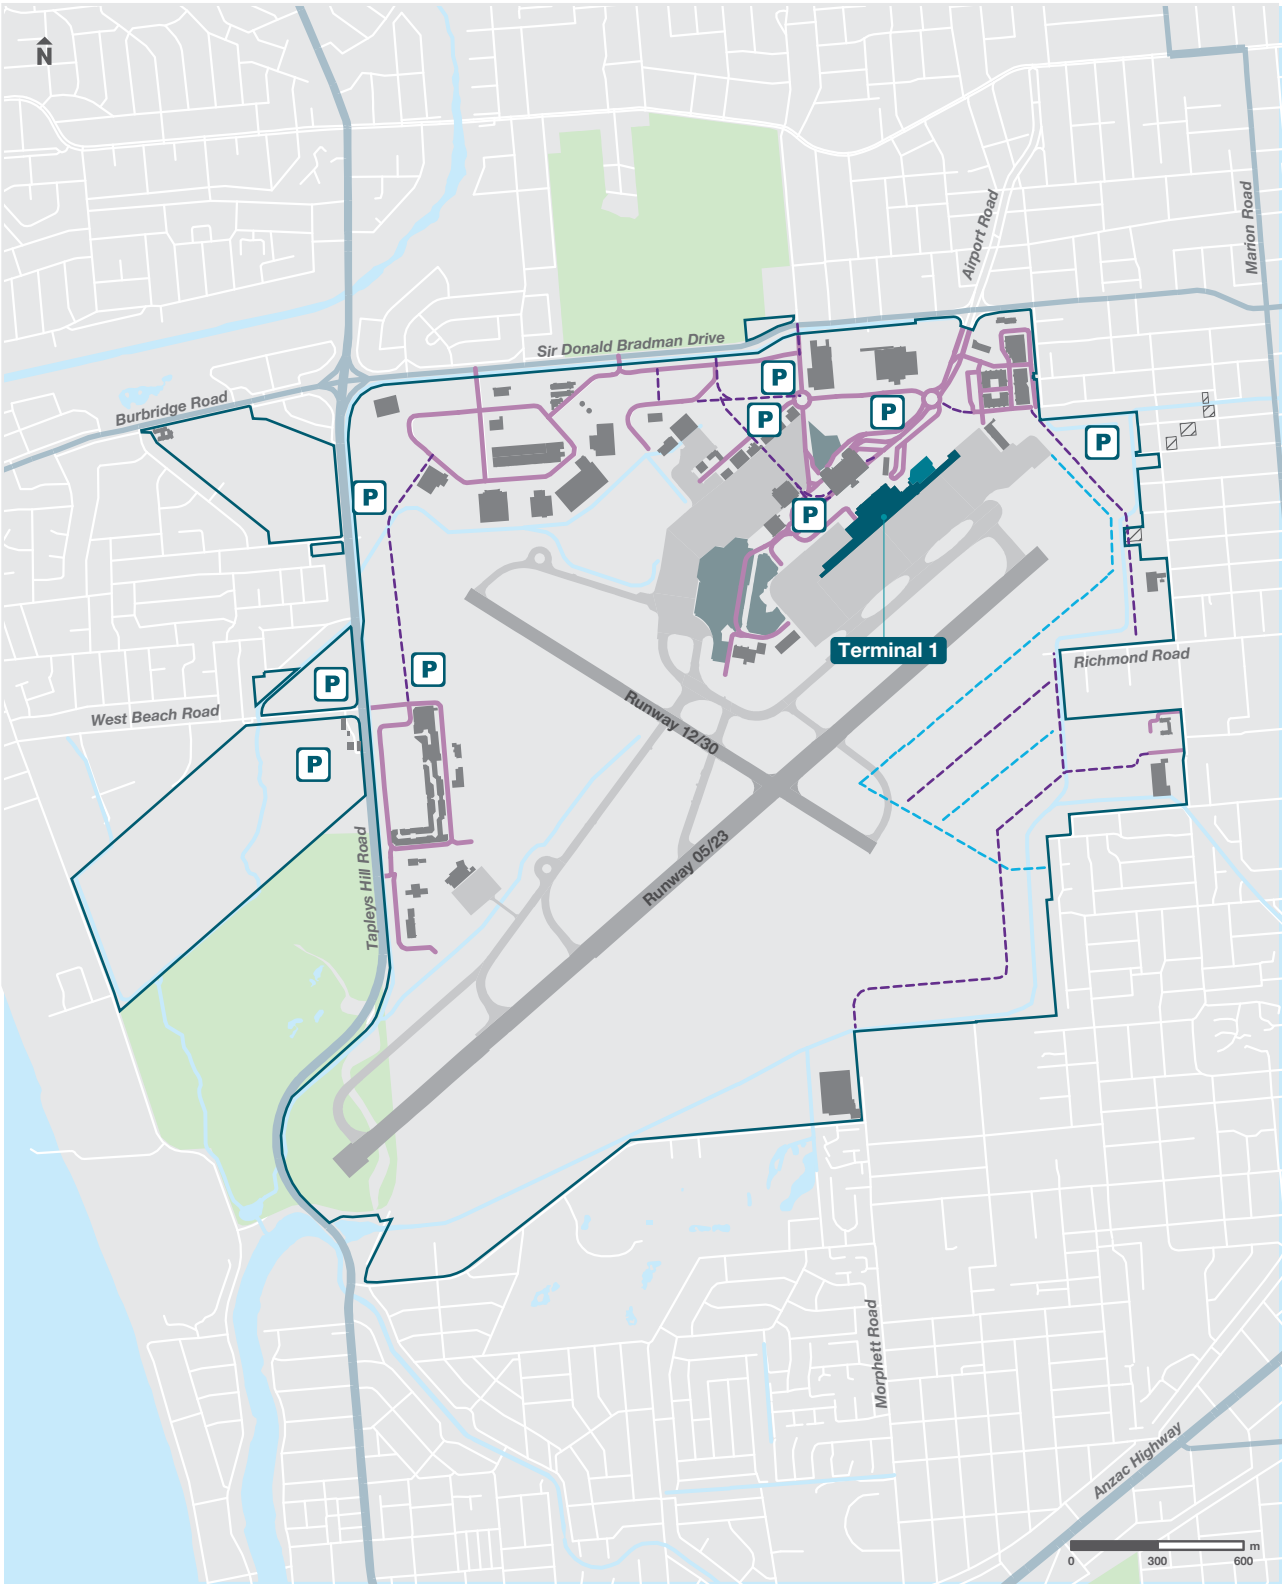 N
Marion Road
Airport Road
Sir Donald Bradman Drive
P
Burbridge Road
P
P
P
P
P
Terminal 1
Richmond Road
P
P
West Beach Road
Runway 12/30
P
Tapleys Hill Road
Runway 05/23
Morphett Road
Anzac Highway
m
0 300 600